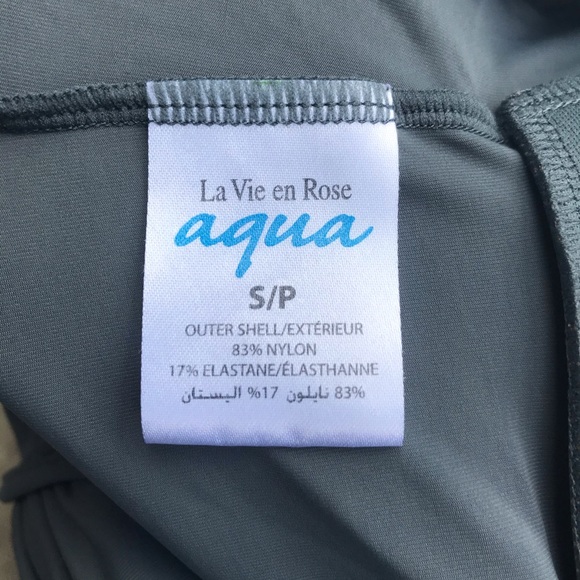 La Vie en Rose
aqua
S/P
OUTER SHELL/EXTÉRIEUR
83% NYLON
17% ELASTANE/ÉLASTHANNE
83% نايلون 17% اليستان